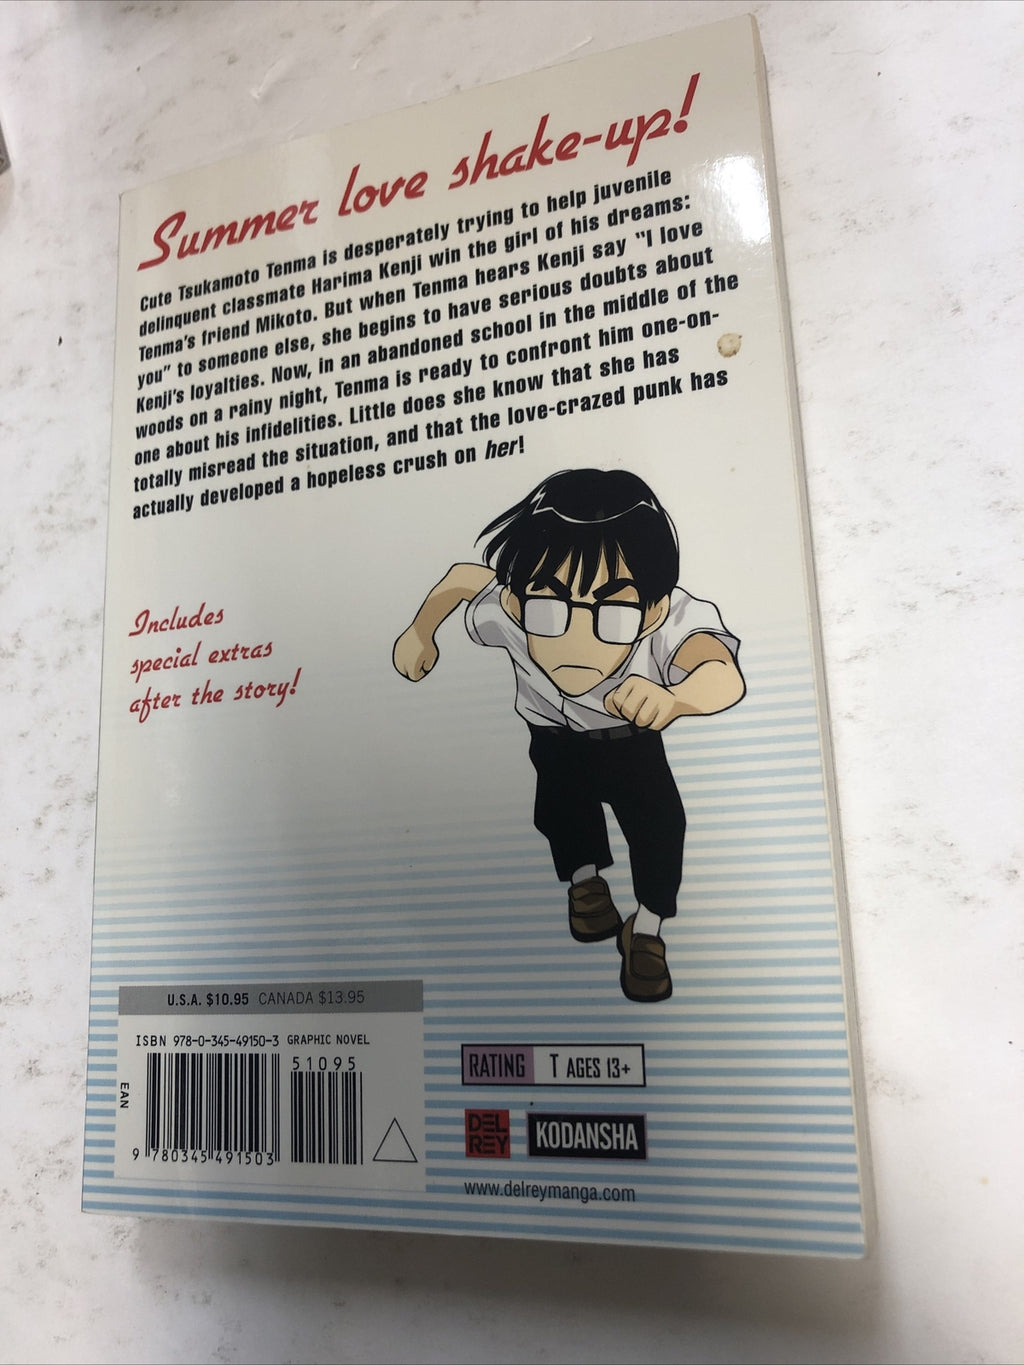 Summer love shake-up!
Cute Tsukamoto Tenma is desperately trying to help juvenile
delinquent classmate Harima Kenji win the girl of his dreams:
Tenma's friend Mikoto. But when Tenma hears Kenji say "I love
you" to someone else, she begins to have serious doubts about
Kenji's loyalties. Now, in an abandoned school in the middle of the
woods on a rainy night, Tenma is ready to confront him one-on-
one about his infidelities. Little does she know that she has
totally misread the situation, and that the love-crazed punk has
actually developed a hopeless crush on her!
Includes
special extras
after the story!
U.S.A. $10.95 CANADA $13.95
ISBN 978-0-345-49150-3 GRAPHIC NOVEL
51095
EAN
9 780345 491503
RATING T AGES 13+
DEL
REY
KODANSHA
www.delreymanga.com